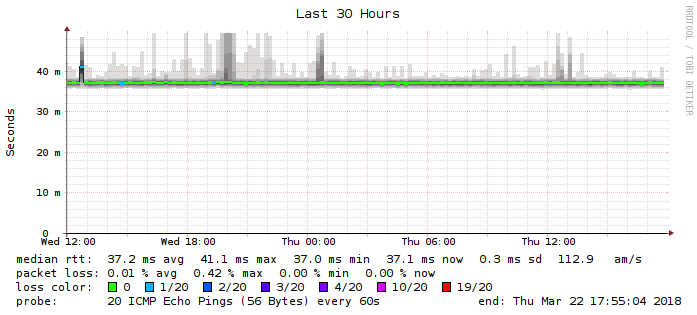 Last 30 Hours
RRDTOOL / TOBI OETIKER
Seconds
40 m
30 m
20 m
10 m
0
Wed 12:00 Wed 18:00 Thu 00:00 Thu 06:00 Thu 12:00
median rtt: 37.2 ms avg 41.1 ms max 37.0 ms min 37.1 ms now 0.3 ms sd 112.9 am/s
packet loss: 0.01 % avg 0.42 % max 0.00 % min 0.00 % now
loss color: 0 1/20 2/20 3/20 4/20 10/20 19/20
probe: 20 ICMP Echo Pings (56 Bytes) every 60s end: Thu Mar 22 17:55:04 2018